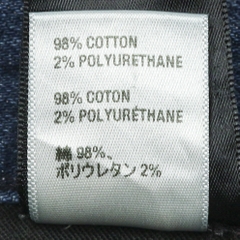 98% COTTON
2% POLYURETHANE
98% COTON
2% POLYURÉTHANE
綿 98%、
ポリウレタン 2%